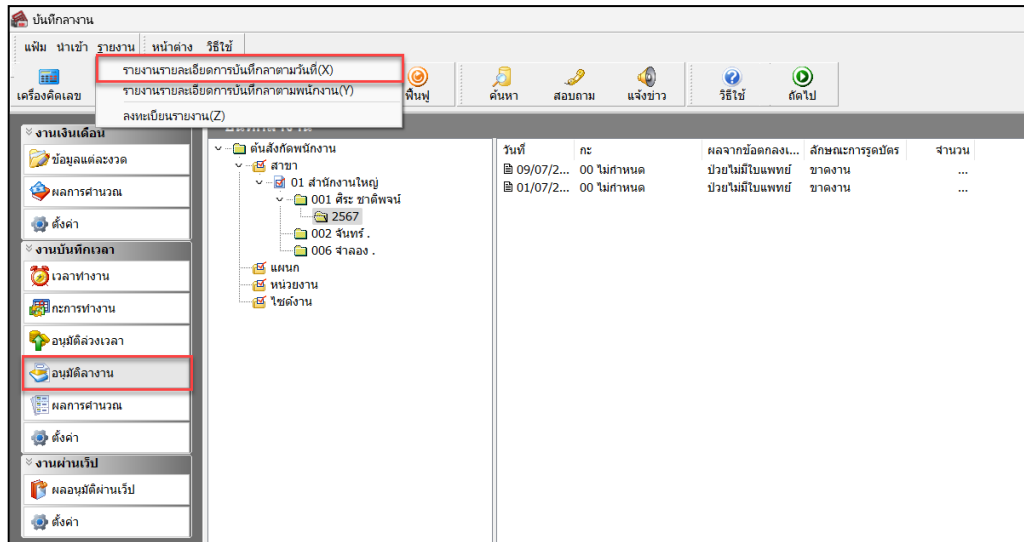 บันทึกลางาน
แฟ้ม นำเข้า รายงาน หน้าต่าง วิธีใช้
รายงานรายละเอียดการบันทึกลาตามวันที่(X)
รายงานรายละเอียดการบันทึกลาตามพนักงาน(Y)
ลงทะเบียนรายงาน(Z)
เครื่องคิดเลข ฟื้นฟู ค้นหา สอบถาม แจ้งข่าว วิธีใช้ ถัดไป
งานเงินเดือน
ข้อมูลแต่ละงวด
ผลการคำนวณ
ตั้งค่า
งานบันทึกเวลา
เวลาทำงาน
กะการทำงาน
อนุมัติล่วงเวลา
อนุมัติลางาน
ผลการคำนวณ
ตั้งค่า
งานผ่านเว็ป
ผลอนุมัติผ่านเว็ป
ตั้งค่า
ต้นสังกัดพนักงาน
สาขา
01 สำนักงานใหญ่
001 ศิระ ชาติพจน์
2567
002 จันทร์ .
006 จำลอง .
แผนก
หน่วยงาน
ไซต์งาน
วันที่ กะ ผลจากข้อตกลงเ... ลักษณะการรูดบัตร จำนวน
09/07/2... 00 ไม่กำหนด ป่วยไม่มีใบแพทย์ ขาดงาน ...
01/07/2... 00 ไม่กำหนด ป่วยไม่มีใบแพทย์ ขาดงาน ...